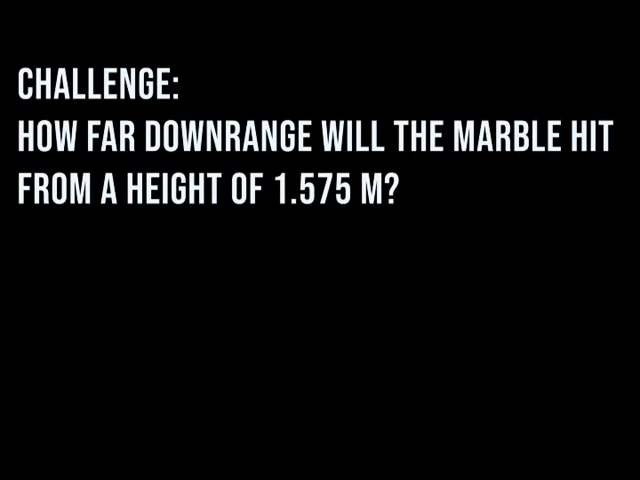 CHALLENGE:
HOW FAR DOWNRANGE WILL THE MARBLE HIT
FROM A HEIGHT OF 1.575 M?